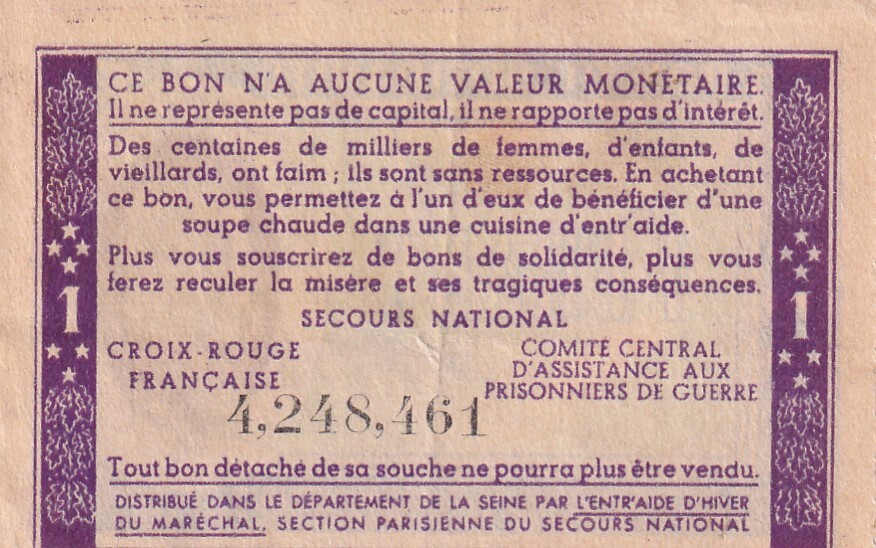 CE BON N'A AUCUNE VALEUR MONÉTAIRE.
Il ne représente pas de capital, il ne rapporte pas d'intérêt.
Des centaines de milliers de femmes, d'enfants, de
vieillards, ont faim ; ils sont sans ressources. En achetant
ce bon, vous permettez à l'un d'eux de bénéficier d'une
soupe chaude dans une cuisine d'entr'aide.
Plus vous souscrirez de bons de solidarité, plus vous
ferez reculer la misère et ses tragiques conséquences.
1 1
SECOURS NATIONAL
CROIX-ROUGE
FRANÇAISE
COMITÉ CENTRAL
D'ASSISTANCE AUX
PRISONNIERS DE GUERRE
4,248,461
Tout bon détaché de sa souche ne pourra plus être vendu.
DISTRIBUÉ DANS LE DÉPARTEMENT DE LA SEINE PAR L'ENTR'AIDE D'HIVER
DU MARÉCHAL, SECTION PARISIENNE DU SECOURS NATIONAL